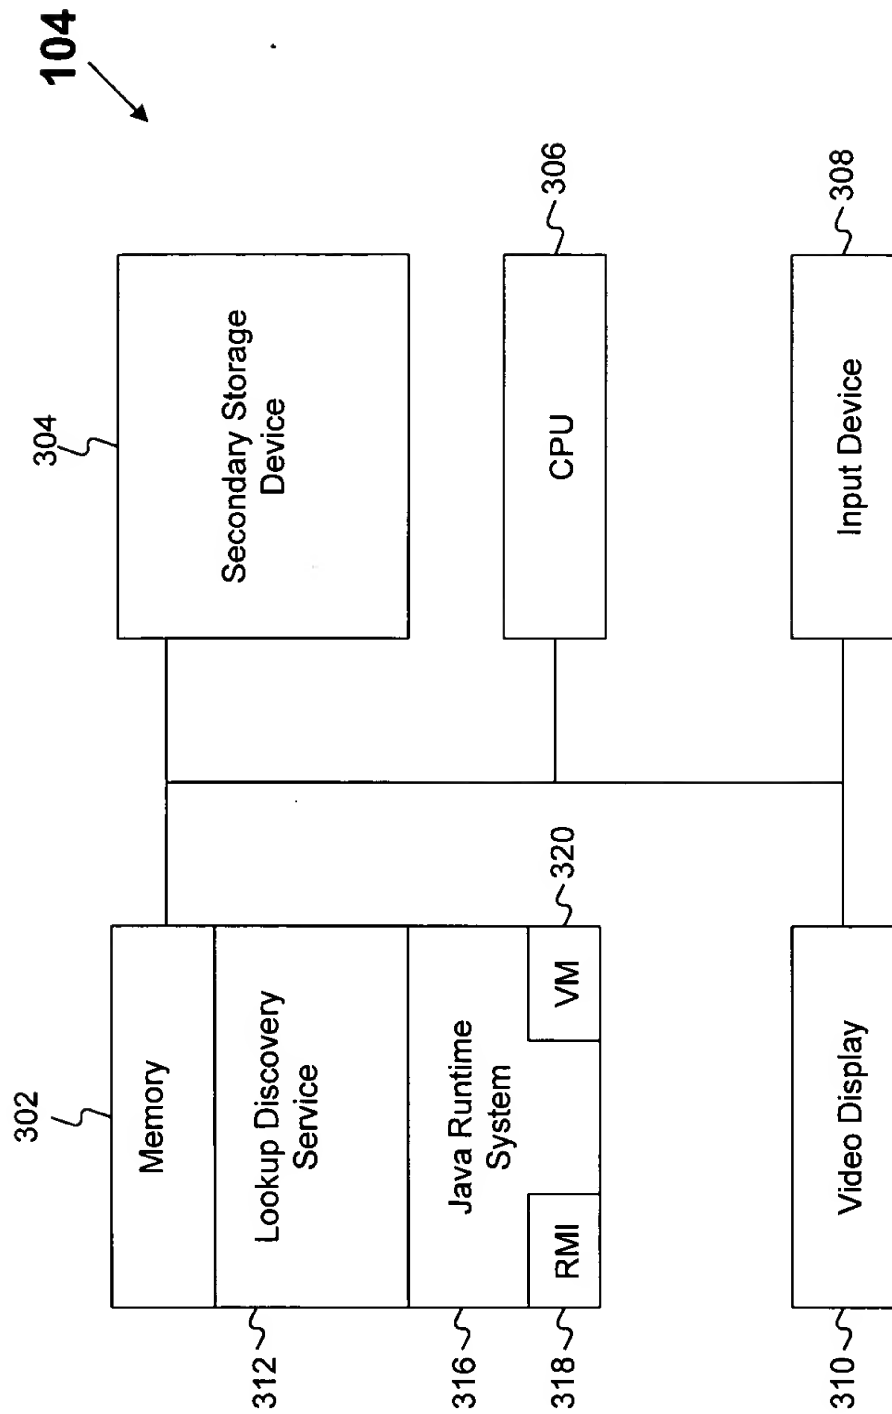 104
302
Memory
312
Lookup Discovery
Service
316
Java Runtime
System
318
RMI
VM
320
304
Secondary Storage
Device
CPU
306
310
Video Display
Input Device
308